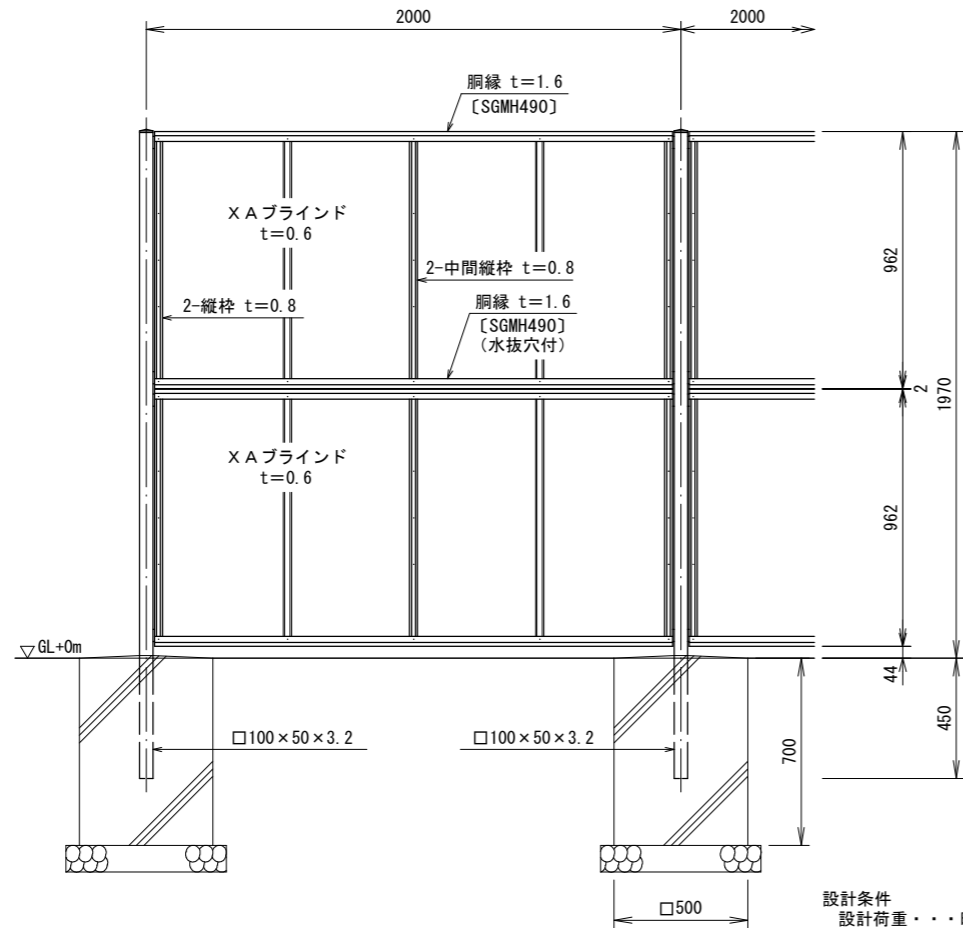 2000
2000
胴縁 t=1.6
[SGMH490]
XAブラインド
t=0.6
2-中間縦枠 t=0.8
2-縦枠 t=0.8
胴縁 t=1.6
[SGMH490]
(水抜穴付)
962
2
1970
XAブラインド
t=0.6
962
▽GL+0m
44
□100×50×3.2
□100×50×3.2
700
450
□500
設計条件
設計荷重・・・